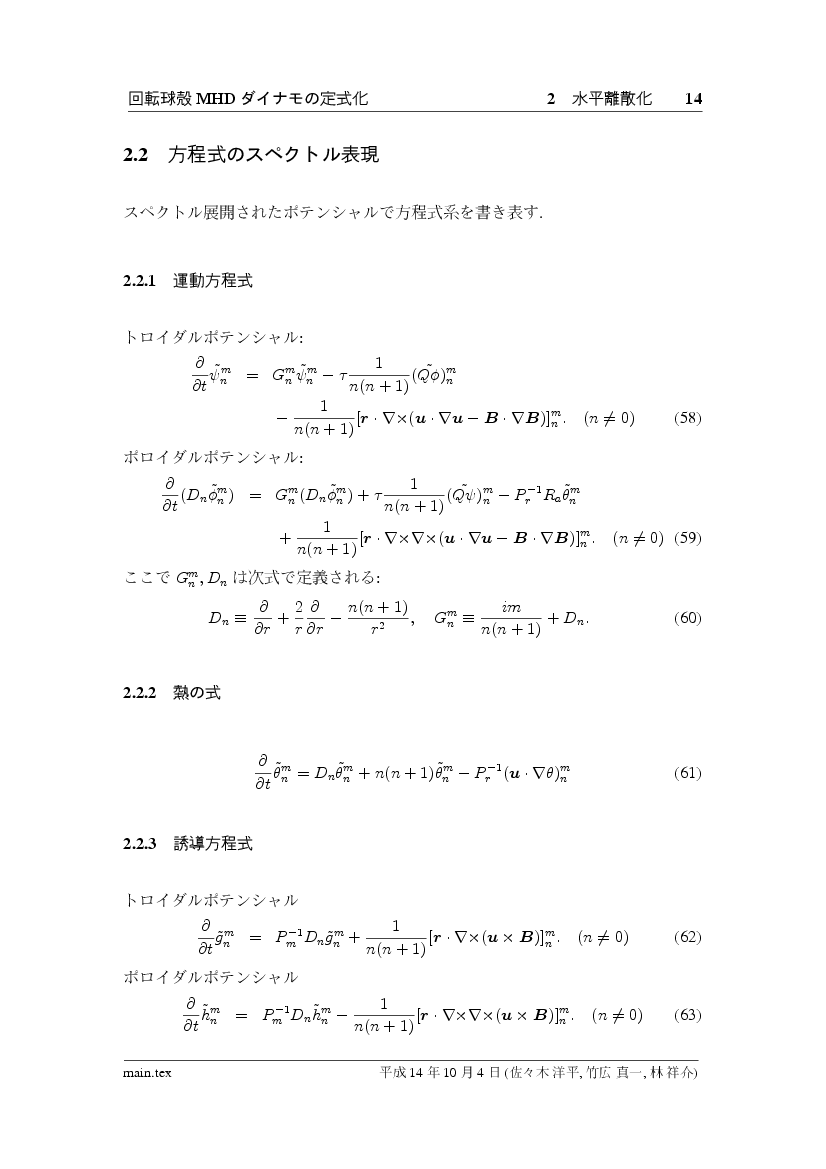 回転球殻 MHD ダイナモの定式化 2 水平離散化 14
2.2 方程式のスペクトル表現
スペクトル展開されたポテンシャルで方程式系を書き表す.
2.2.1 運動方程式
トロイダルポテンシャル:
$\frac{\partial}{\partial t}\tilde{\psi}_n^m = G_n^m\tilde{\psi}_n^m - \tau\frac{1}{n(n+1)}(\tilde{Q\phi})_n^m$
$-\frac{1}{n(n+1)}[\boldsymbol{r}\cdot\nabla\times(\boldsymbol{u}\cdot\nabla\boldsymbol{u} - \boldsymbol{B}\cdot\nabla\boldsymbol{B})]_n^m. \quad (n \neq 0)$ (58)
ポロイダルポテンシャル:
$\frac{\partial}{\partial t}(D_n\tilde{\phi}_n^m) = G_n^m(D_n\tilde{\phi}_n^m) + \tau\frac{1}{n(n+1)}(\tilde{Q\psi})_n^m - P_r^{-1}R_a\tilde{\theta}_n^m$
$+\frac{1}{n(n+1)}[\boldsymbol{r}\cdot\nabla\times\nabla\times(\boldsymbol{u}\cdot\nabla\boldsymbol{u} - \boldsymbol{B}\cdot\nabla\boldsymbol{B})]_n^m. \quad (n \neq 0)$ (59)
ここで $G_n^m, D_n$ は次式で定義される:
$D_n \equiv \frac{\partial}{\partial r} + \frac{2}{r}\frac{\partial}{\partial r} - \frac{n(n+1)}{r^2}, \quad G_n^m \equiv \frac{im}{n(n+1)} + D_n.$ (60)
2.2.2 熱の式
$\frac{\partial}{\partial t}\tilde{\theta}_n^m = D_n\tilde{\theta}_n^m + n(n+1)\tilde{\theta}_n^m - P_r^{-1}(\boldsymbol{u}\cdot\nabla\theta)_n^m$ (61)
2.2.3 誘導方程式
トロイダルポテンシャル
$\frac{\partial}{\partial t}\tilde{g}_n^m = P_m^{-1}D_n\tilde{g}_n^m + \frac{1}{n(n+1)}[\boldsymbol{r}\cdot\nabla\times(\boldsymbol{u}\times\boldsymbol{B})]_n^m. \quad (n \neq 0)$ (62)
ポロイダルポテンシャル
$\frac{\partial}{\partial t}\tilde{h}_n^m = P_m^{-1}D_n\tilde{h}_n^m - \frac{1}{n(n+1)}[\boldsymbol{r}\cdot\nabla\times\nabla\times(\boldsymbol{u}\times\boldsymbol{B})]_n^m. \quad (n \neq 0)$ (63)
main.tex 平成 14 年 10 月 4 日 (佐々木 洋平, 竹広 真一, 林 祥介)